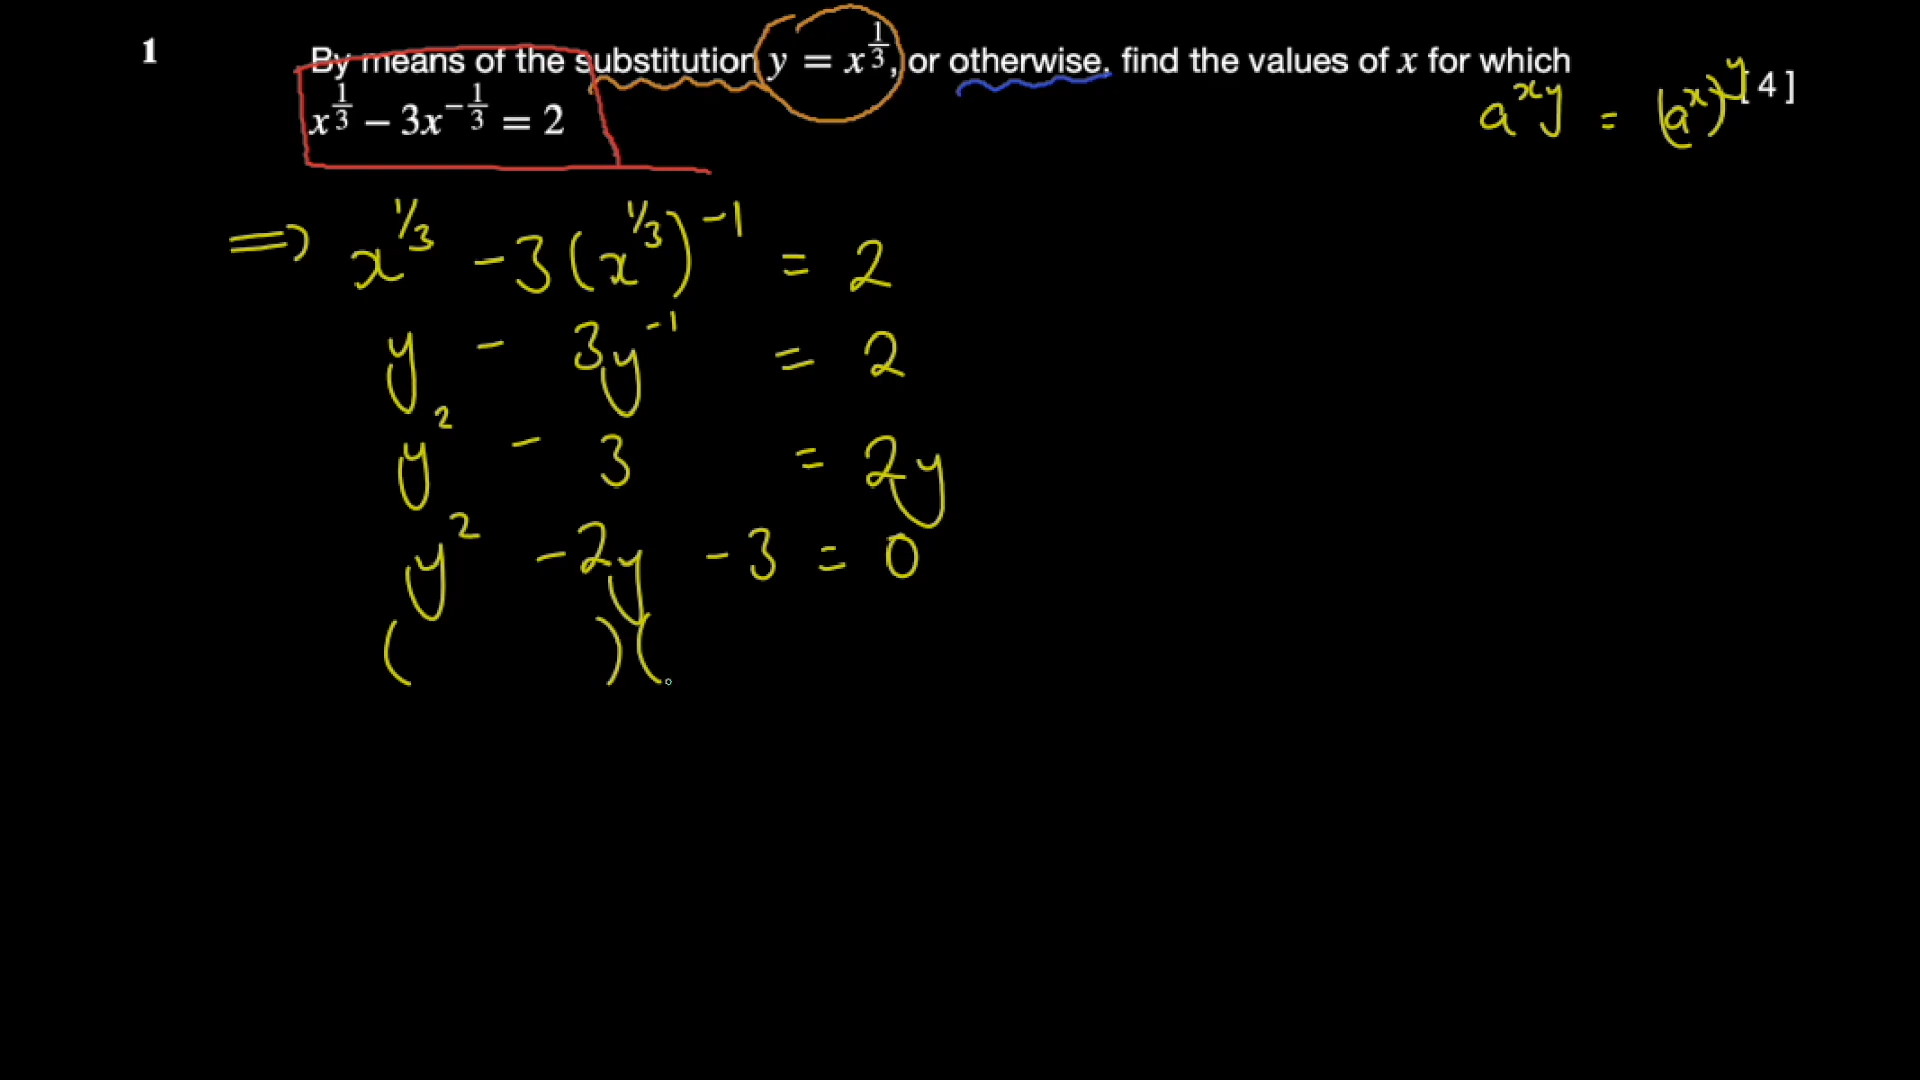 1 By means of the substitution y = x^{1/3}, or otherwise. find the values of x for which
x^{1/3} − 3x^{−1/3} = 2 [4]
a^{xy} = (a^x)^y
⇒ x^{1/3} − 3(x^{1/3})^{−1} = 2
y − 3y^{−1} = 2
y² − 3 = 2y
y² − 2y − 3 = 0
( )(